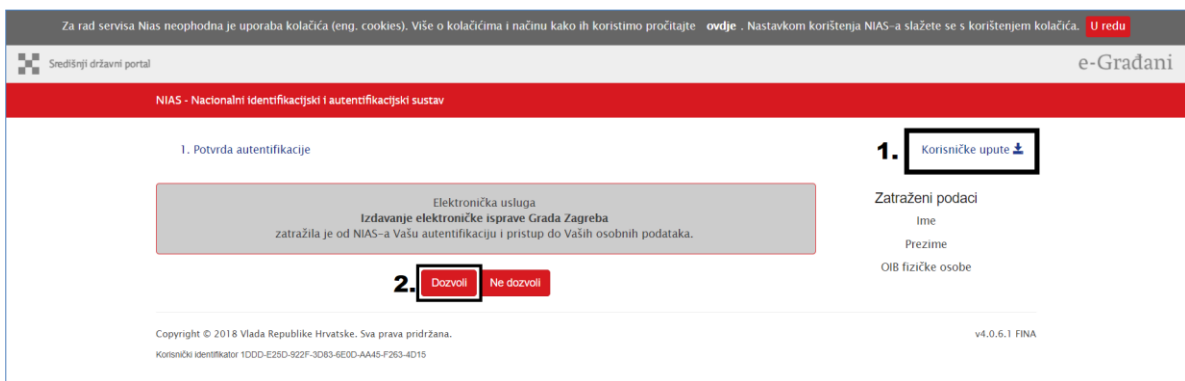 Za rad servisa Nias neophodna je uporaba kolačića (eng. cookies). Više o kolačićima i načinu kako ih koristimo pročitajte ovdje . Nastavkom korištenja NIAS-a slažete se s korištenjem kolačića. U redu
Središnji državni portal
e-Građani
NIAS - Nacionalni identifikacijski i autentifikacijski sustav
1. Potvrda autentifikacije
1. Korisničke upute
Elektronička usluga
Izdavanje elektroničke isprave Grada Zagreba
zatražila je od NIAS-a Vašu autentifikaciju i pristup do Vaših osobnih podataka.
Zatraženi podaci
Ime
Prezime
OIB fizičke osobe
2. Dozvoli Ne dozvoli
Copyright © 2018 Vlada Republike Hrvatske. Sva prava pridržana.
v4.0.6.1 FINA
Korisnički identifikator 1DDD-E25D-922F-3D83-6E0D-AA45-F263-4D15